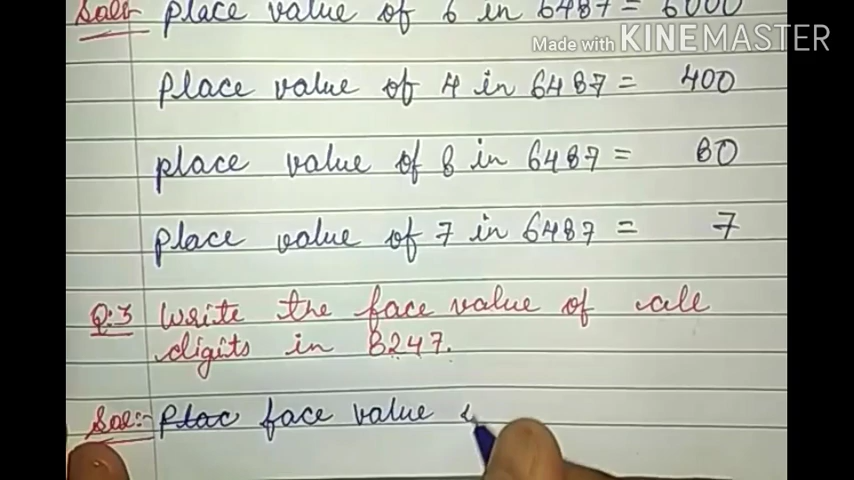 Sol:- Place value of 6 in 6487 = 6000
Made with KINEMASTER
Place value of 4 in 6487 = 400
Place value of 8 in 6487 = 80
Place value of 7 in 6487 = 7
Q:3 Write the face value of all
digits in 8247.
Sol:- Plac face value